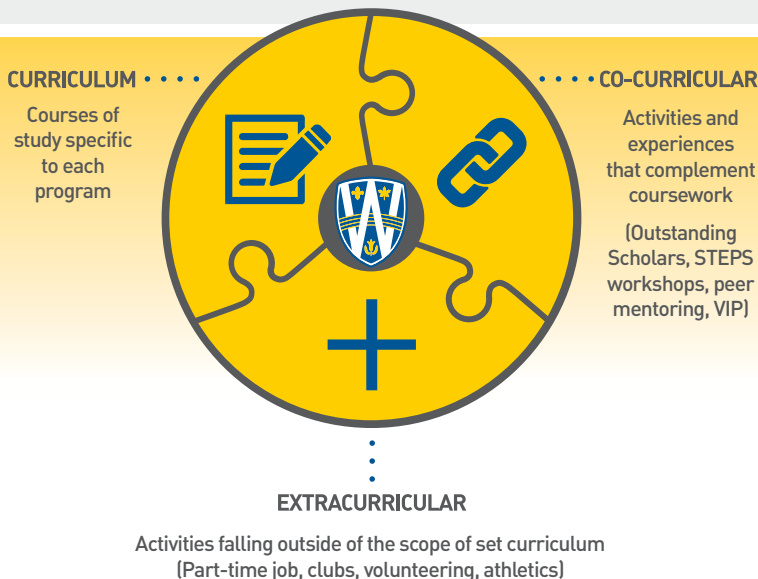 CURRICULUM
Courses of
study specific
to each
program
CO-CURRICULAR
Activities and
experiences
that complement
coursework
(Outstanding
Scholars, STEPS
workshops, peer
mentoring, VIP)
W
EXTRACURRICULAR
Activities falling outside of the scope of set curriculum
(Part-time job, clubs, volunteering, athletics)